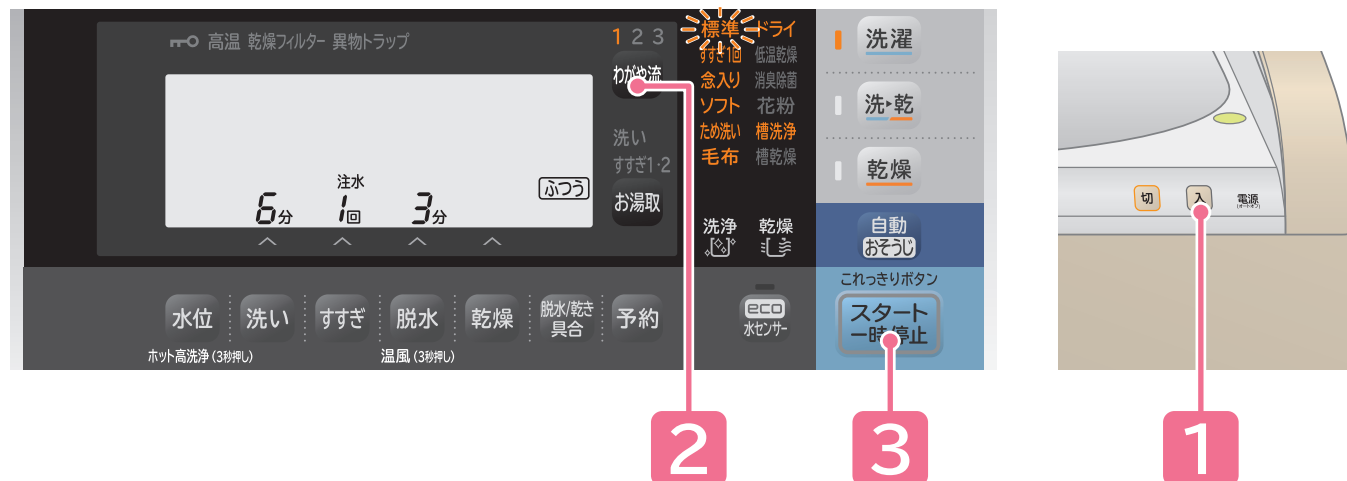 高温 乾燥フィルター 異物トラップ
1 2 3
わがや流
洗い
すすぎ1・2
お湯取
6分
注水
1回
3分
ふつう
標準 ドライ
すすぎ1回 低温乾燥
念入り 消臭除菌
ソフト 花粉
ため洗い 槽洗浄
毛布 槽乾燥
洗浄 乾燥
洗濯
洗・乾
乾燥
自動
おそうじ
これっきりボタン
スタート
一時停止
水位
洗い
すすぎ
脱水
乾燥
脱水/乾き
具合
予約
eco
水センサー
ホット高洗浄(3秒押し)
温風(3秒押し)
切
入
電源
(オートオフ)
2
3
1